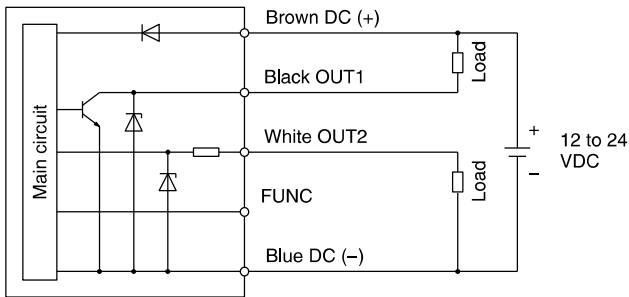 Brown DC (+)
Main circuit
Black OUT1
Load
White OUT2
+
−
12 to 24
VDC
FUNC
Load
Blue DC (−)